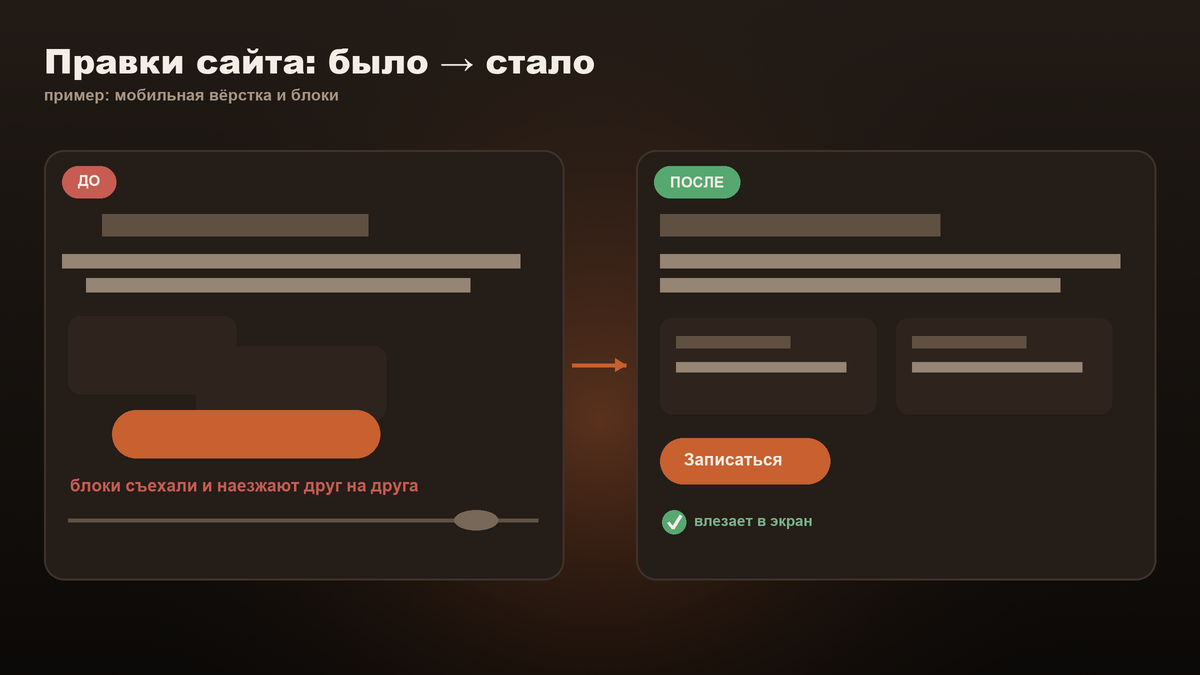 Правки сайта: было → стало
пример: мобильная вёрстка и блоки
ДО
блоки съехали и наезжают друг на друга
ПОСЛЕ
Записаться
влезает в экран